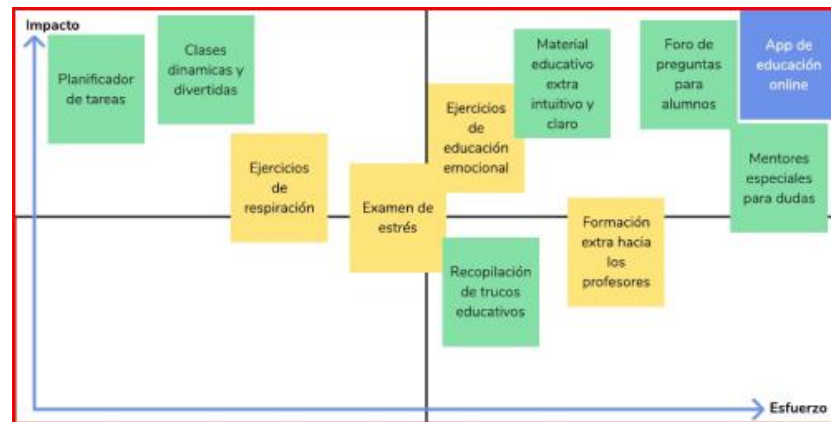 Impacto
Planificador
de tareas
Clases
dinamicas y
divertidas
Ejercicios
de
respiración
Examen de
estrés
Ejercicios
de
educación
emocional
Material
educativo
extra
intuitivo y
claro
Foro de
preguntas
para
alumnos
App de
educación
online
Mentores
especiales
para dudas
Recopilación
de trucos
educativos
Formación
extra hacia
los
profesores
Esfuerzo